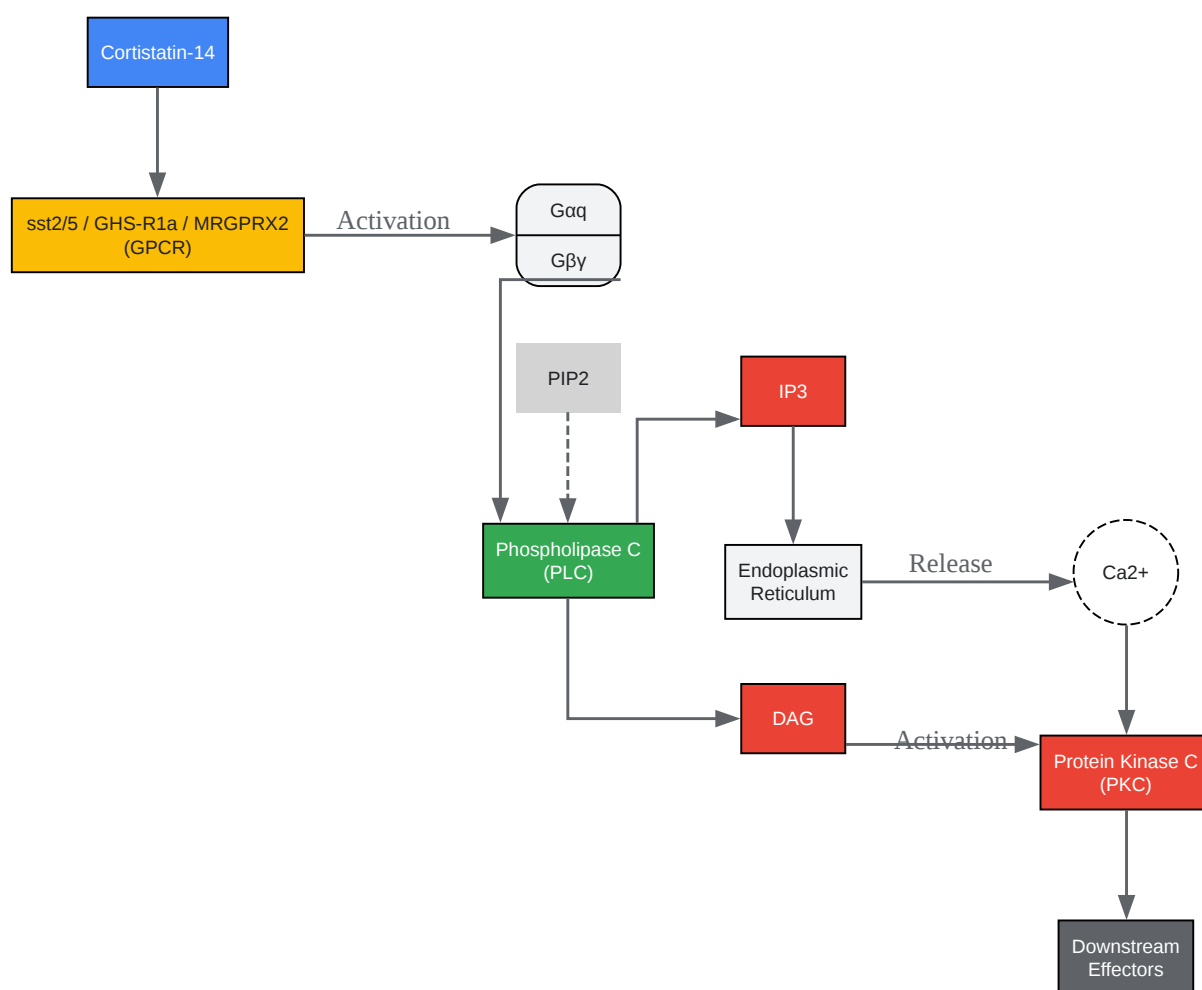 Cortistatin-14
sst2/5 / GHS-R1a / MRGPRX2
(GPCR)
Activation
Gαq
Gβγ
PIP2
IP3
Phospholipase C
(PLC)
Endoplasmic
Reticulum
Release
Ca2+
DAG
Activation
Protein Kinase C
(PKC)
Downstream
Effectors